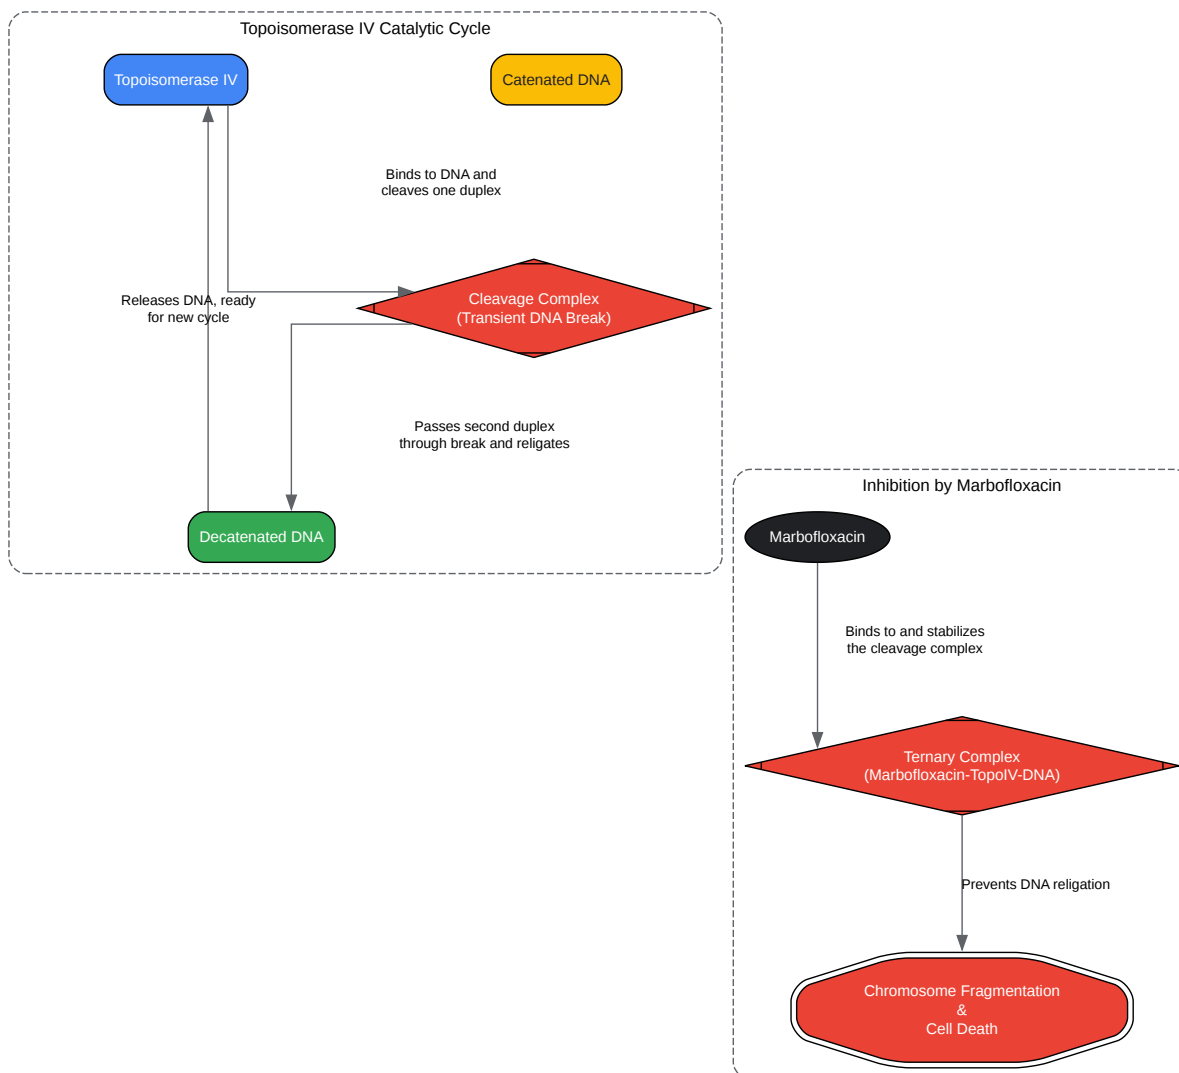 Topoisomerase IV Catalytic Cycle
Topoisomerase IV
Catenated DNA
Binds to DNA and
cleaves one duplex
Releases DNA, ready
for new cycle
Cleavage Complex
(Transient DNA Break)
Passes second duplex
through break and religates
Decatenated DNA
Inhibition by Marbofloxacin
Marbofloxacin
Binds to and stabilizes
the cleavage complex
Ternary Complex
(Marbofloxacin-TopoIV-DNA)
Prevents DNA religation
Chromosome Fragmentation
&
Cell Death